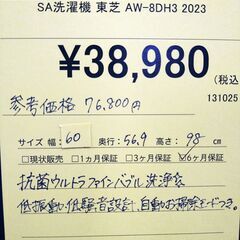 SA洗濯機 東芝 AW-8DH3 2023
¥38,980
(税込
131025
参考価格 76,800円
サイズ 幅:60 奥行:56.9 高さ:98cm
□現状販売 □1ヵ月保証 □3ヶ月保証 ☑6ヶ月保証
抗菌ウルトラファインバブル洗浄
低振動・低騒音設計、自動お掃除モードつき。